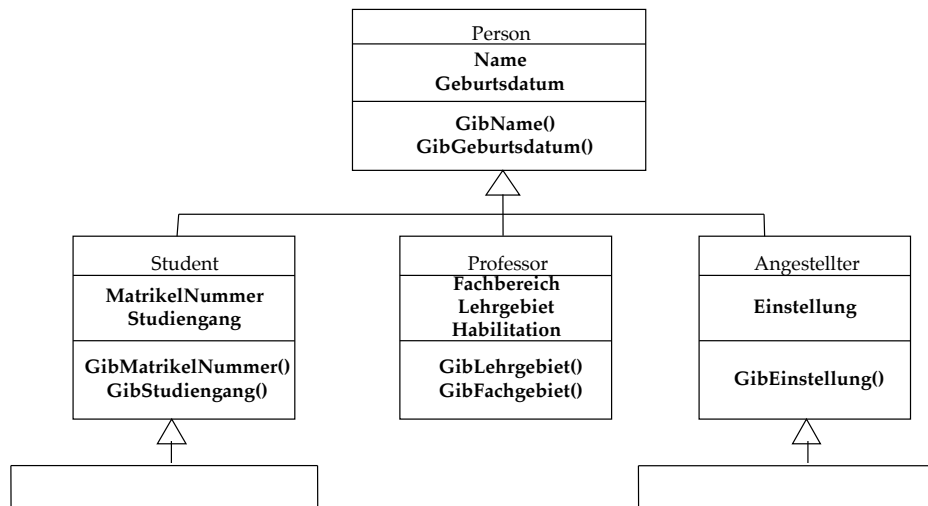 Person
Name
Geburtsdatum
GibName()
GibGeburtsdatum()
Student
MatrikelNummer
Studiengang
GibMatrikelNummer()
GibStudiengang()
Professor
Fachbereich
Lehrgebiet
Habilitation
GibLehrgebiet()
GibFachgebiet()
Angestellter
Einstellung
GibEinstellung()